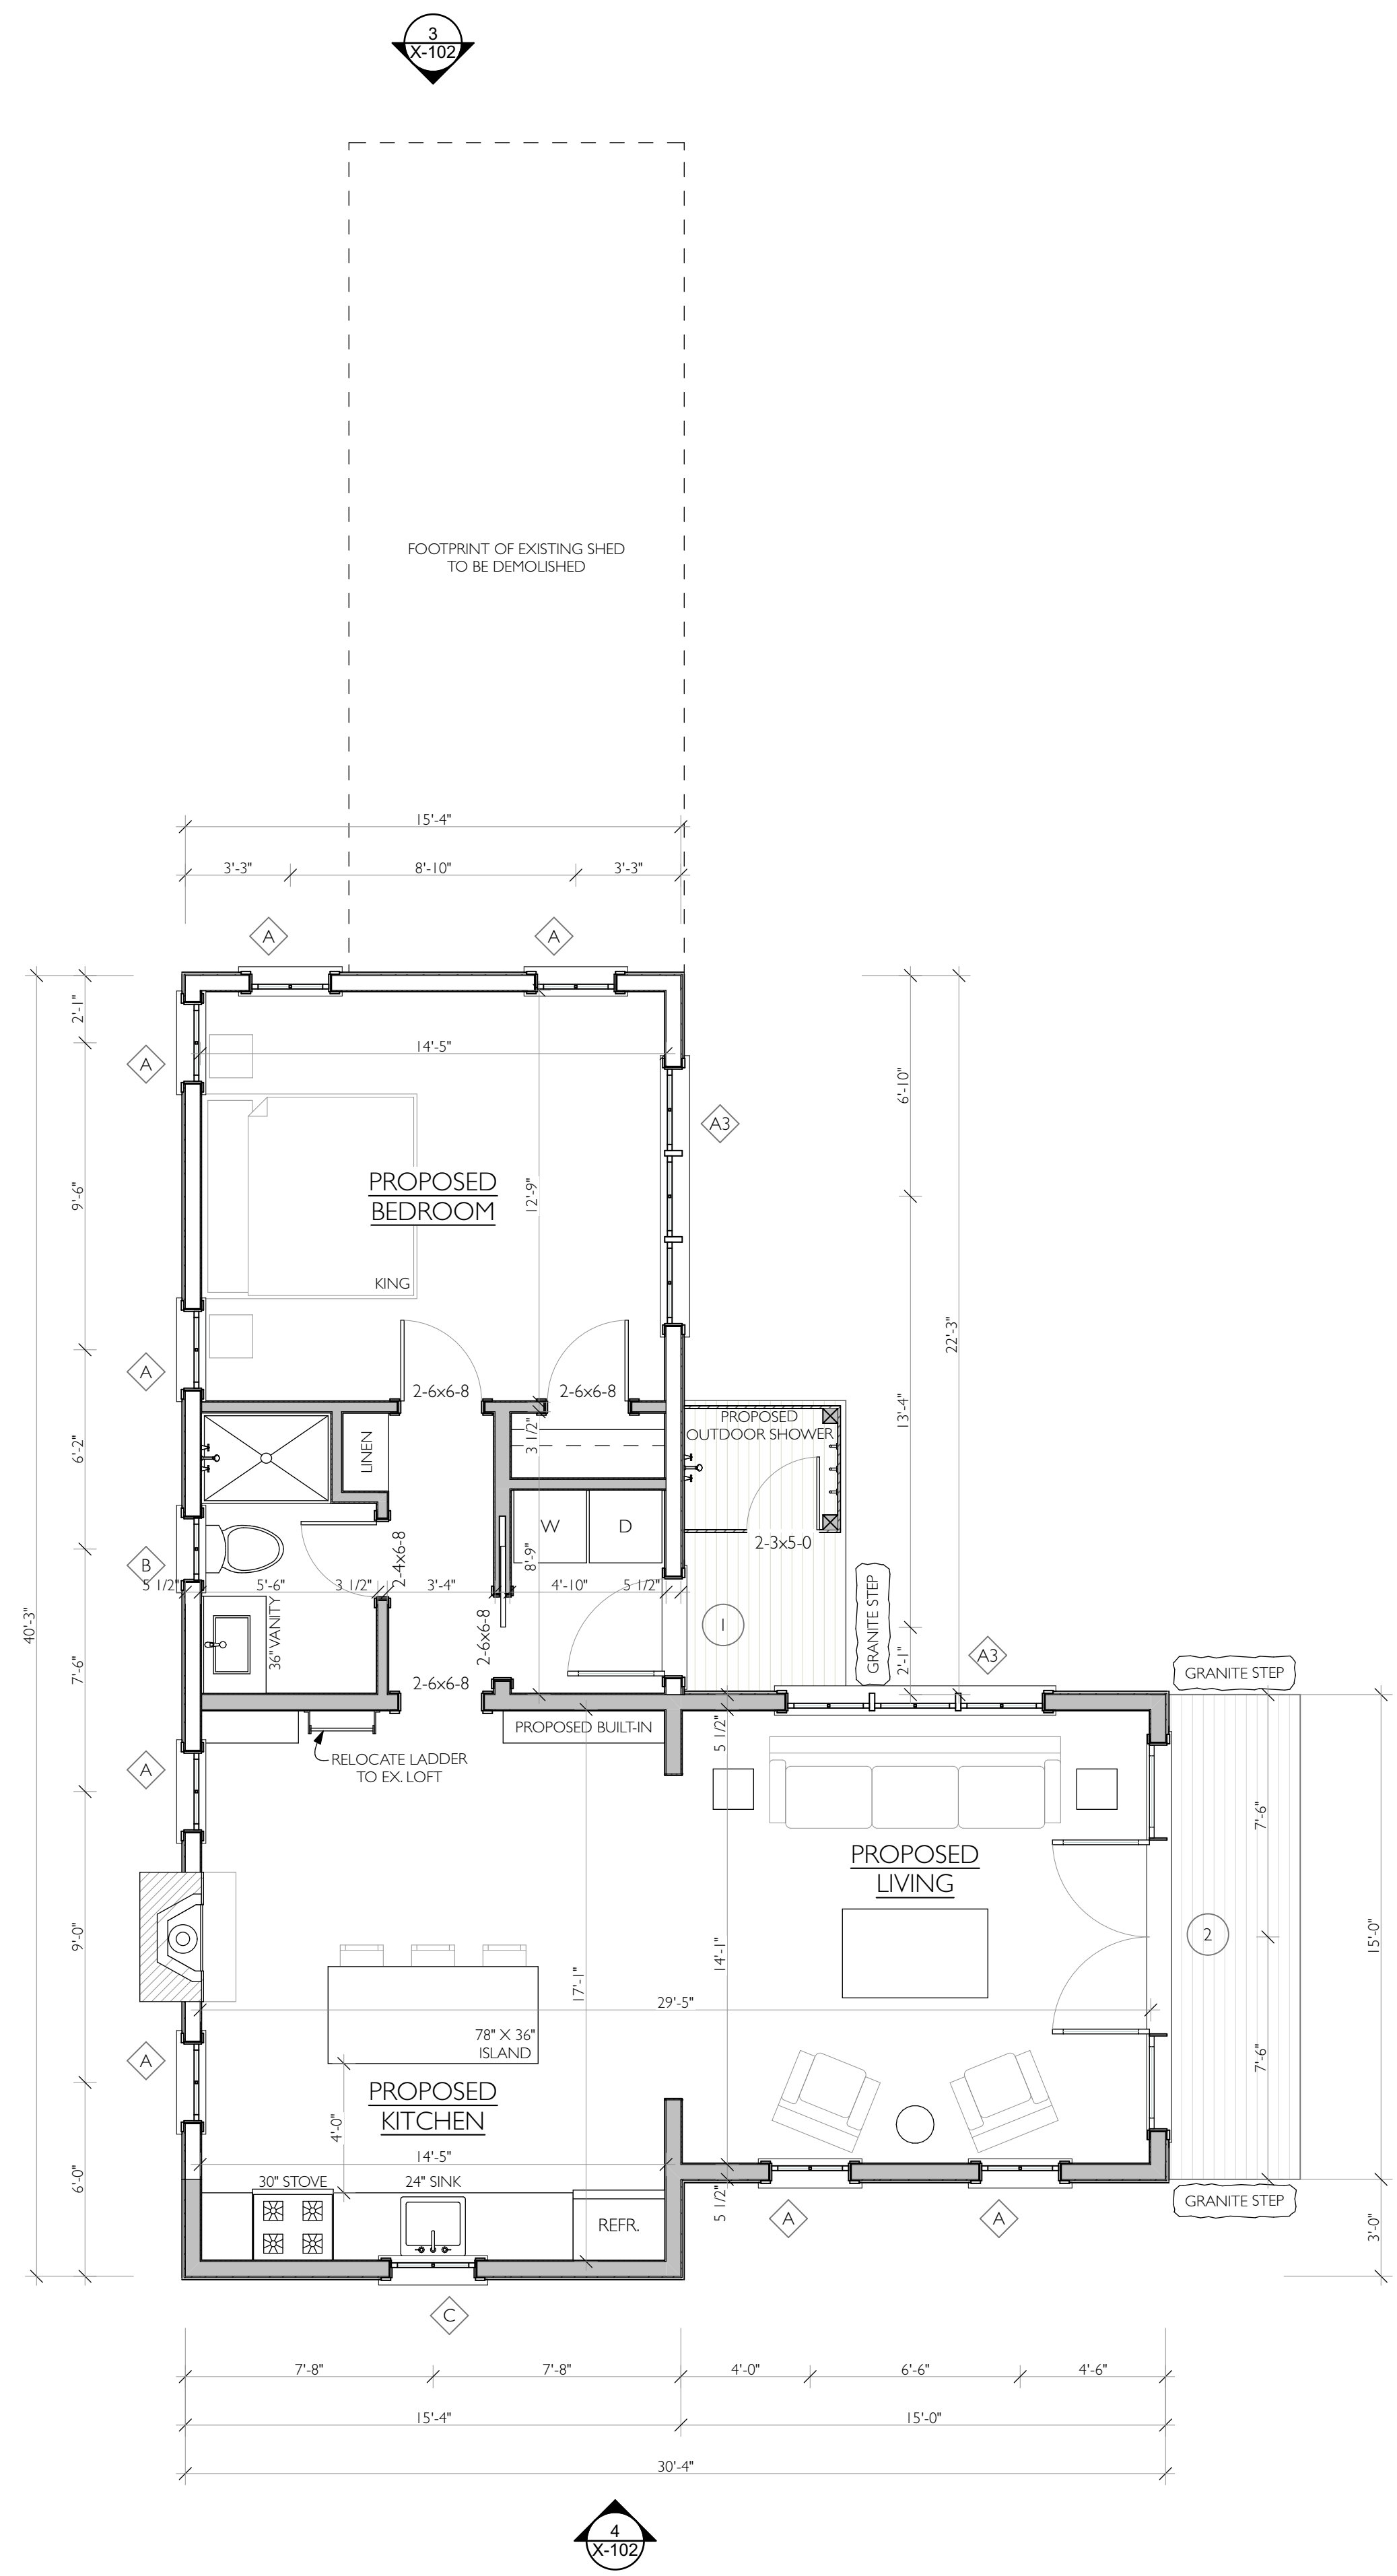 3
X-102
FOOTPRINT OF EXISTING SHED
TO BE DEMOLISHED
15'-4"
3'-3"
8'-10"
3'-3"
A
A
2'-1"
14'-5"
A
6'-10"
A3
PROPOSED
BEDROOM
12'-9"
9'-6"
KING
22'-3"
A
2-6x6-8
2-6x6-8
13'-4"
PROPOSED
OUTDOOR SHOWER
3 1/2"
LINEN
6'-2"
W
D
2-3x5-0
B
2-4x6-8
8'-9"
5 1/2"
5'-6"
3 1/2"
3'-4"
4'-10"
5 1/2"
40'-3"
36" VANITY
2-6x6-8
1
GRANITE STEP
2'-1"
A3
GRANITE STEP
7'-6"
2-6x6-8
PROPOSED BUILT-IN
5 1/2"
RELOCATE LADDER
TO EX. LOFT
A
7'-6"
PROPOSED
LIVING
2
9'-0"
14'-1"
15'-0"
17'-1"
29'-5"
78" X 36"
ISLAND
A
7'-6"
PROPOSED
KITCHEN
4'-0"
14'-5"
6'-0"
30" STOVE
24" SINK
5 1/2"
GRANITE STEP
A
A
REFR.
3'-0"
C
7'-8"
7'-8"
4'-0"
6'-6"
4'-6"
15'-4"
15'-0"
30'-4"
4
X-102